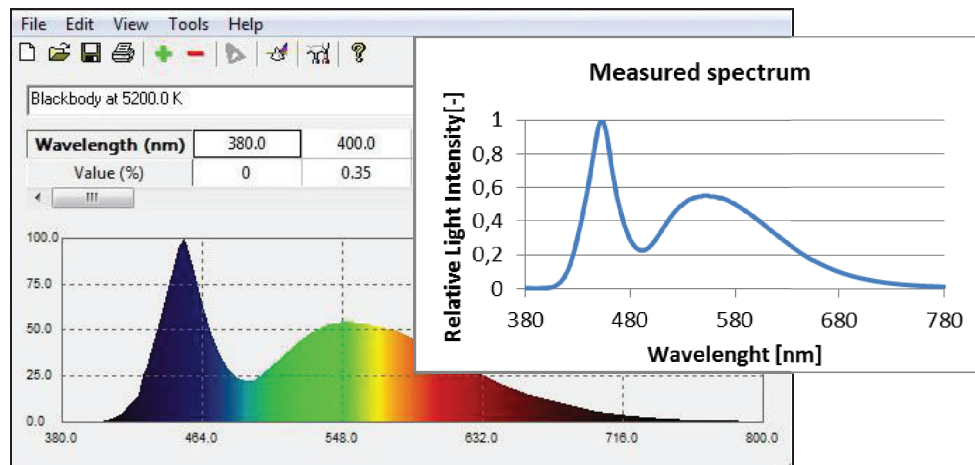 File Edit View Tools Help
Blackbody at 5200.0 K
Wavelength (nm) 380.0 400.0
Value (%) 0 0.35
100.0
75.0
50.0
25.0
0.0
380.0 464.0 548.0 632.0 716.0 800.0
Measured spectrum
Relative Light Intensity[-]
1
0,8
0,6
0,4
0,2
0
380 480 580 680 780
Wavelenght [nm]